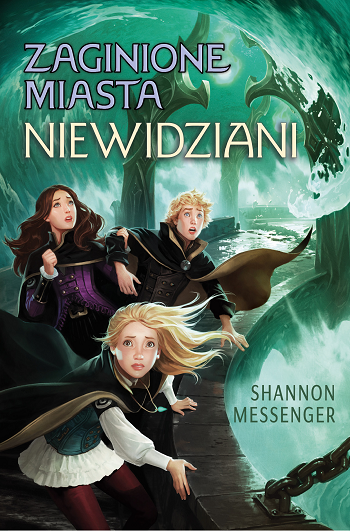 ZAGINIONE
MIASTA
NIEWIDZIANI
SHANNON
MESSENGER